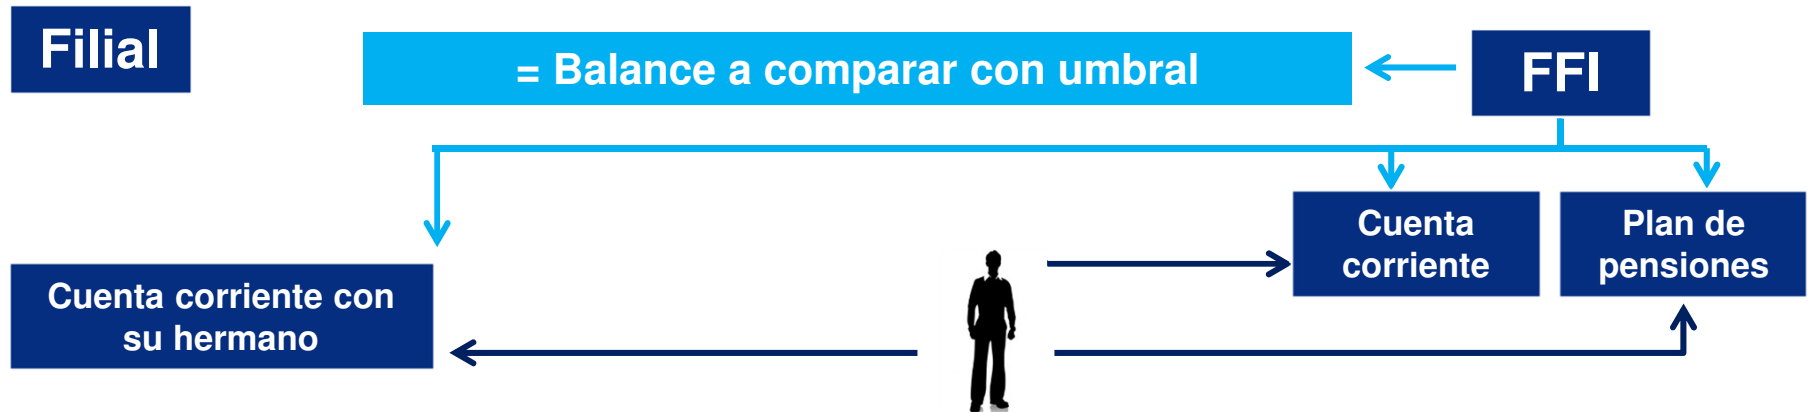 Filial
= Balance a comparar con umbral
FFI
Cuenta
corriente
Plan de
pensiones
Cuenta corriente con
su hermano